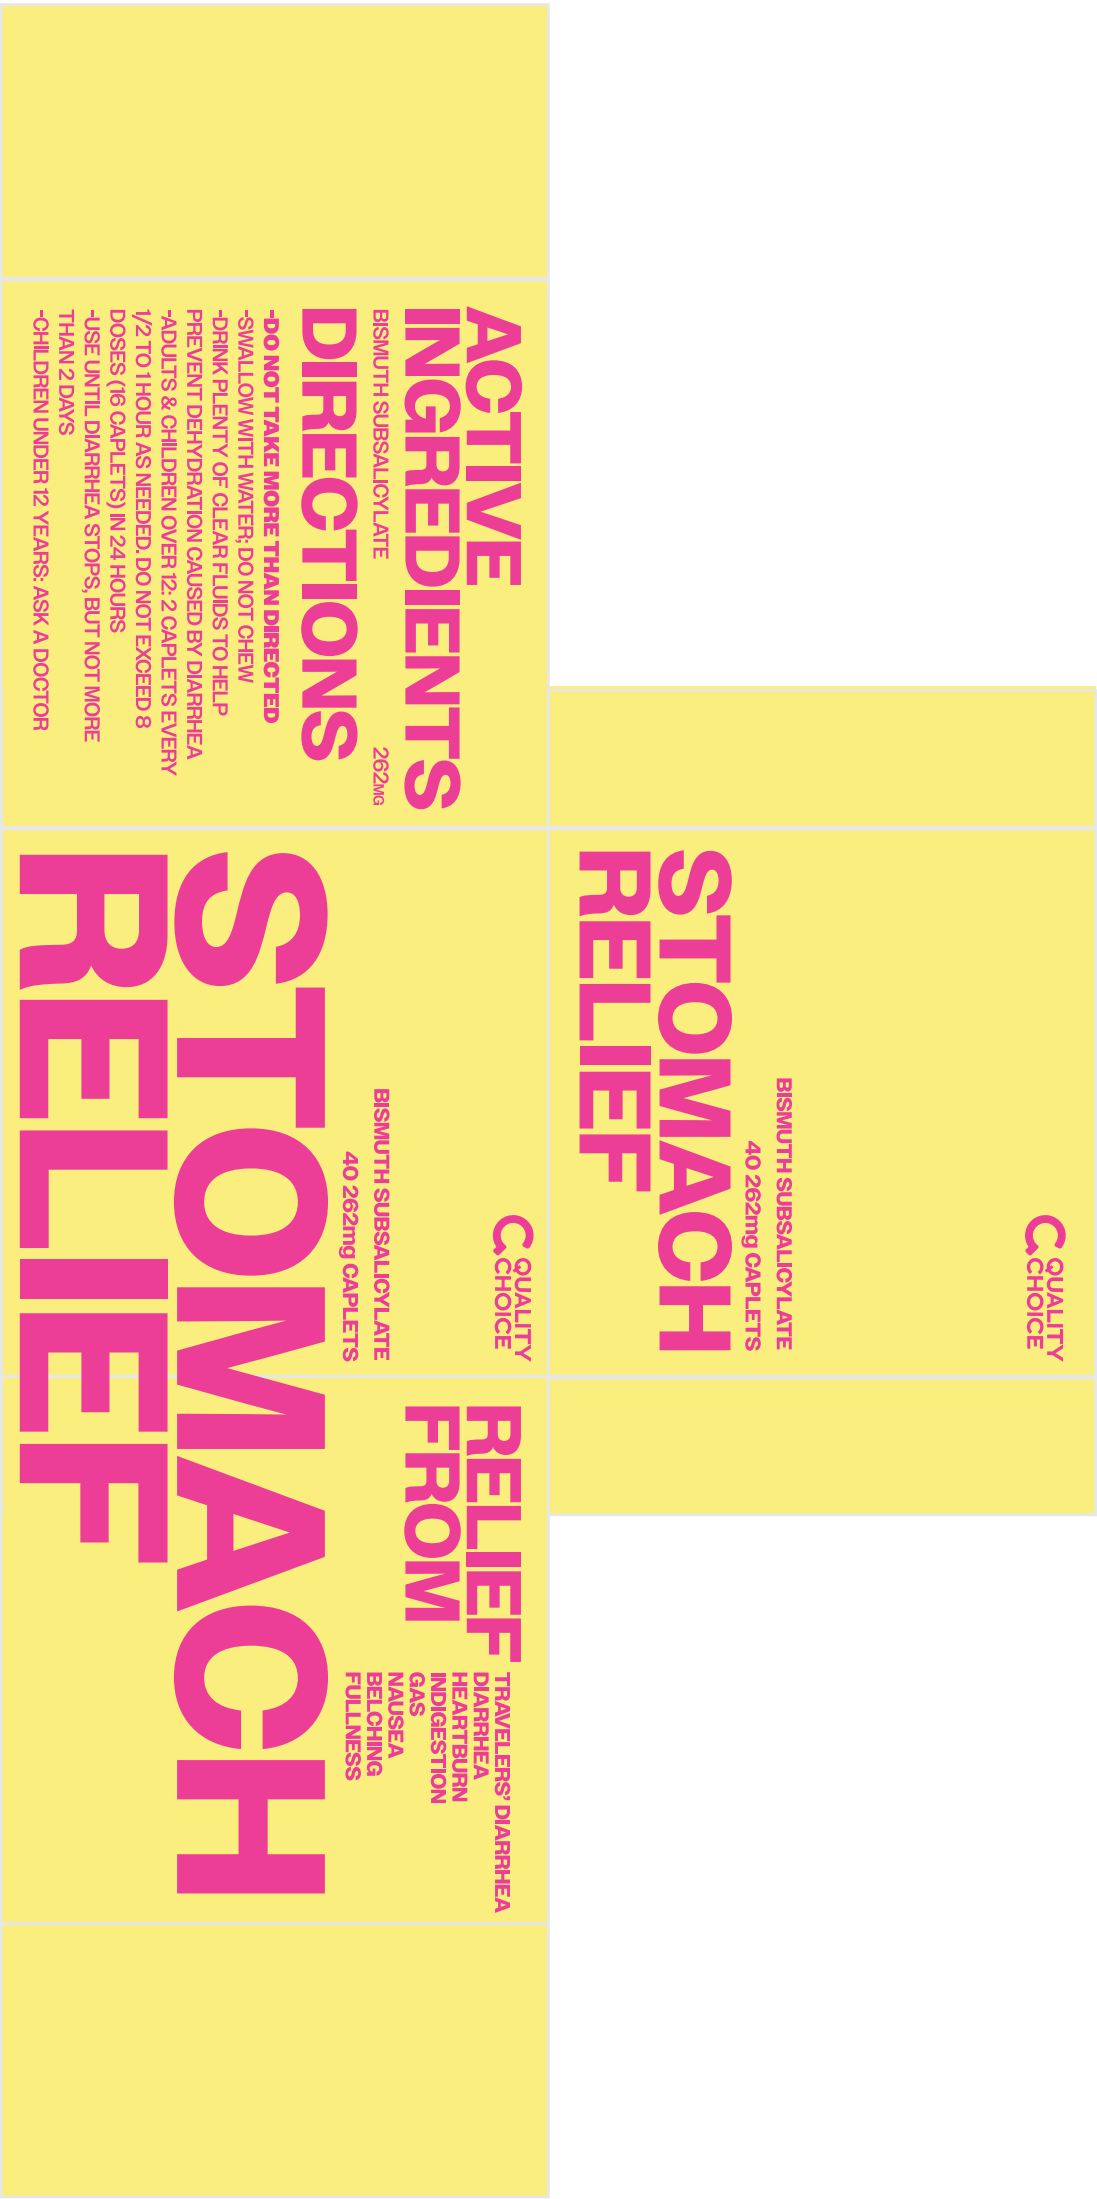 ACTIVE
INGREDIENTS
BISMUTH SUBSALICYLATE 262MG
DIRECTIONS
-DO NOT TAKE MORE THAN DIRECTED
-SWALLOW WITH WATER; DO NOT CHEW
-DRINK PLENTY OF CLEAR FLUIDS TO HELP
PREVENT DEHYDRATION CAUSED BY DIARRHEA
-ADULTS & CHILDREN OVER 12: 2 CAPLETS EVERY
1/2 TO 1 HOUR AS NEEDED. DO NOT EXCEED 8
DOSES (16 CAPLETS) IN 24 HOURS
-USE UNTIL DIARRHEA STOPS, BUT NOT MORE
THAN 2 DAYS
-CHILDREN UNDER 12 YEARS: ASK A DOCTOR
QUALITY
CHOICE
BISMUTH SUBSALICYLATE
40 262mg CAPLETS
STOMACH
RELIEF
RELIEF
FROM
TRAVELERS' DIARRHEA
DIARRHEA
HEARTBURN
INDIGESTION
GAS
NAUSEA
BELCHING
FULLNESS
QUALITY
CHOICE
BISMUTH SUBSALICYLATE
40 262mg CAPLETS
STOMACH
RELIEF